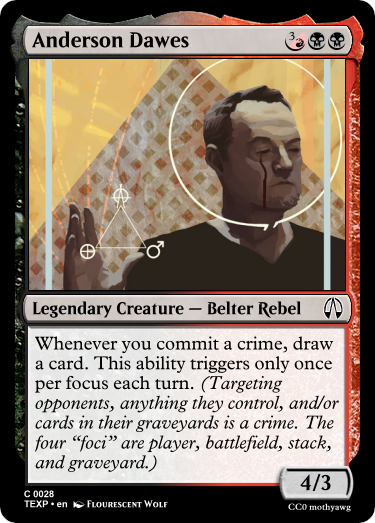 Anderson Dawes
3
Legendary Creature — Belter Rebel
Whenever you commit a crime, draw
a card. This ability triggers only once
per focus each turn. (Targeting
opponents, anything they control, and/or
cards in their graveyards is a crime. The
four “foci” are player, battlefield, stack,
and graveyard.)
4/3
C 0028
TEXP • en Flourescent Wolf
CC0 mothyawg